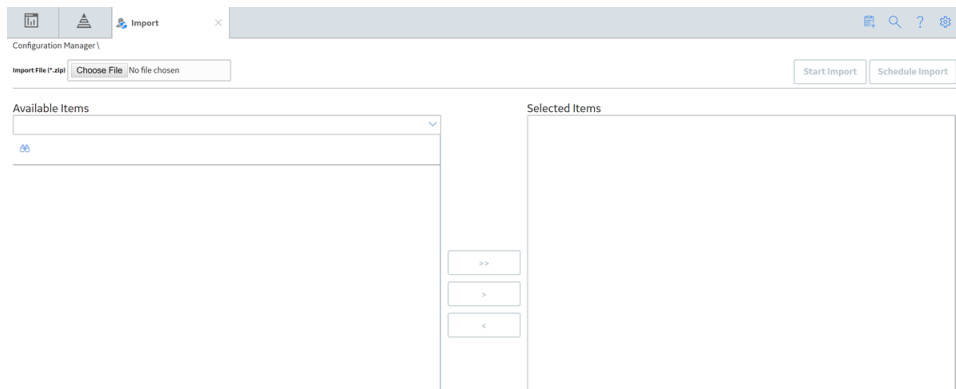 Import
Configuration Manager\
Import File (*.zip) Choose File No file chosen
Start Import Schedule Import
Available Items
Selected Items
>>
>
<